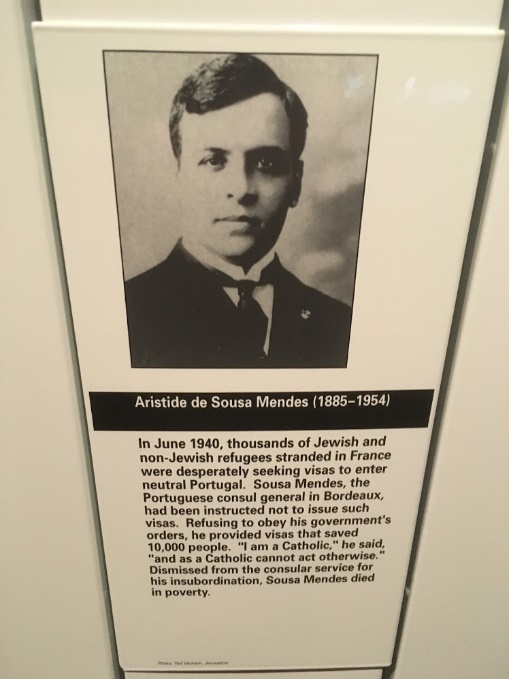 Aristide de Sousa Mendes (1885–1954)
In June 1940, thousands of Jewish and
non-Jewish refugees stranded in France
were desperately seeking visas to enter
neutral Portugal. Sousa Mendes, the
Portuguese consul general in Bordeaux,
had been instructed not to issue such
visas. Refusing to obey his government's
orders, he provided visas that saved
10,000 people. "I am a Catholic," he said,
"and as a Catholic cannot act otherwise."
Dismissed from the consular service for
his insubordination, Sousa Mendes died
in poverty.
Photo: Yad Vashem, Jerusalem